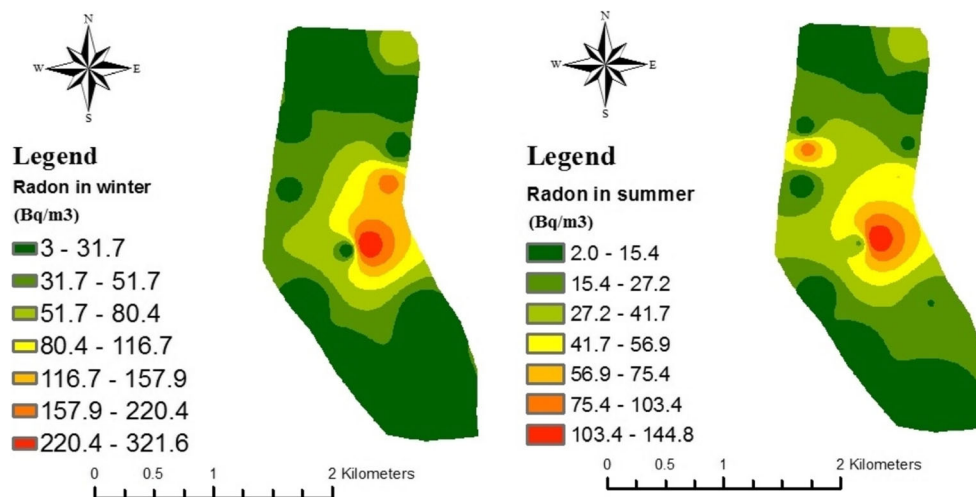 N
W E
S
Legend
Radon in winter
(Bq/m3)
3 - 31.7
31.7 - 51.7
51.7 - 80.4
80.4 - 116.7
116.7 - 157.9
157.9 - 220.4
220.4 - 321.6
0 0.5 1 2 Kilometers
N
W E
S
Legend
Radon in summer
(Bq/m3)
2.0 - 15.4
15.4 - 27.2
27.2 - 41.7
41.7 - 56.9
56.9 - 75.4
75.4 - 103.4
103.4 - 144.8
0 0.5 1 2 Kilometers